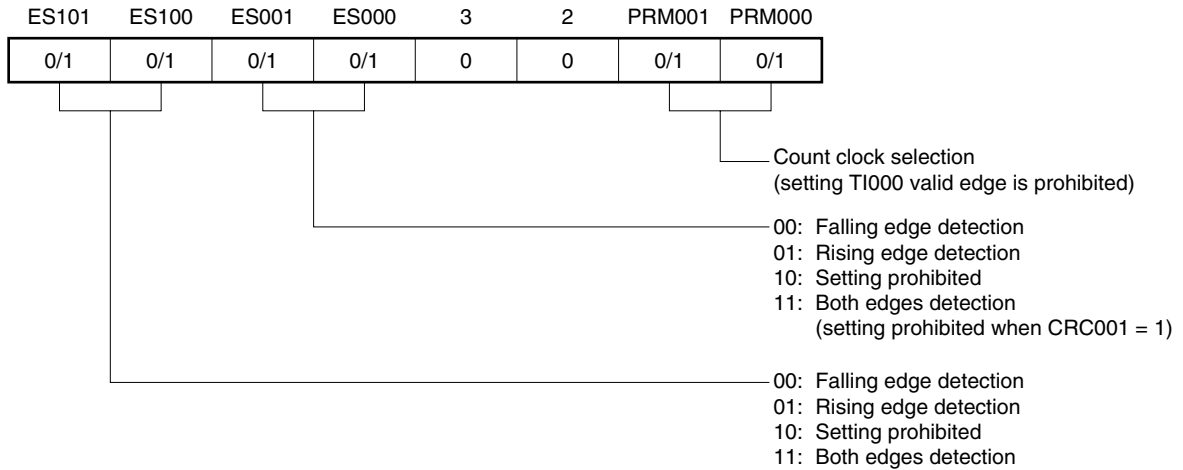 ES101 ES100 ES001 ES000 3 2 PRM001 PRM000
0/1 0/1 0/1 0/1 0 0 0/1 0/1
Count clock selection
(setting TI000 valid edge is prohibited)
00: Falling edge detection
01: Rising edge detection
10: Setting prohibited
11: Both edges detection
(setting prohibited when CRC001 = 1)
00: Falling edge detection
01: Rising edge detection
10: Setting prohibited
11: Both edges detection